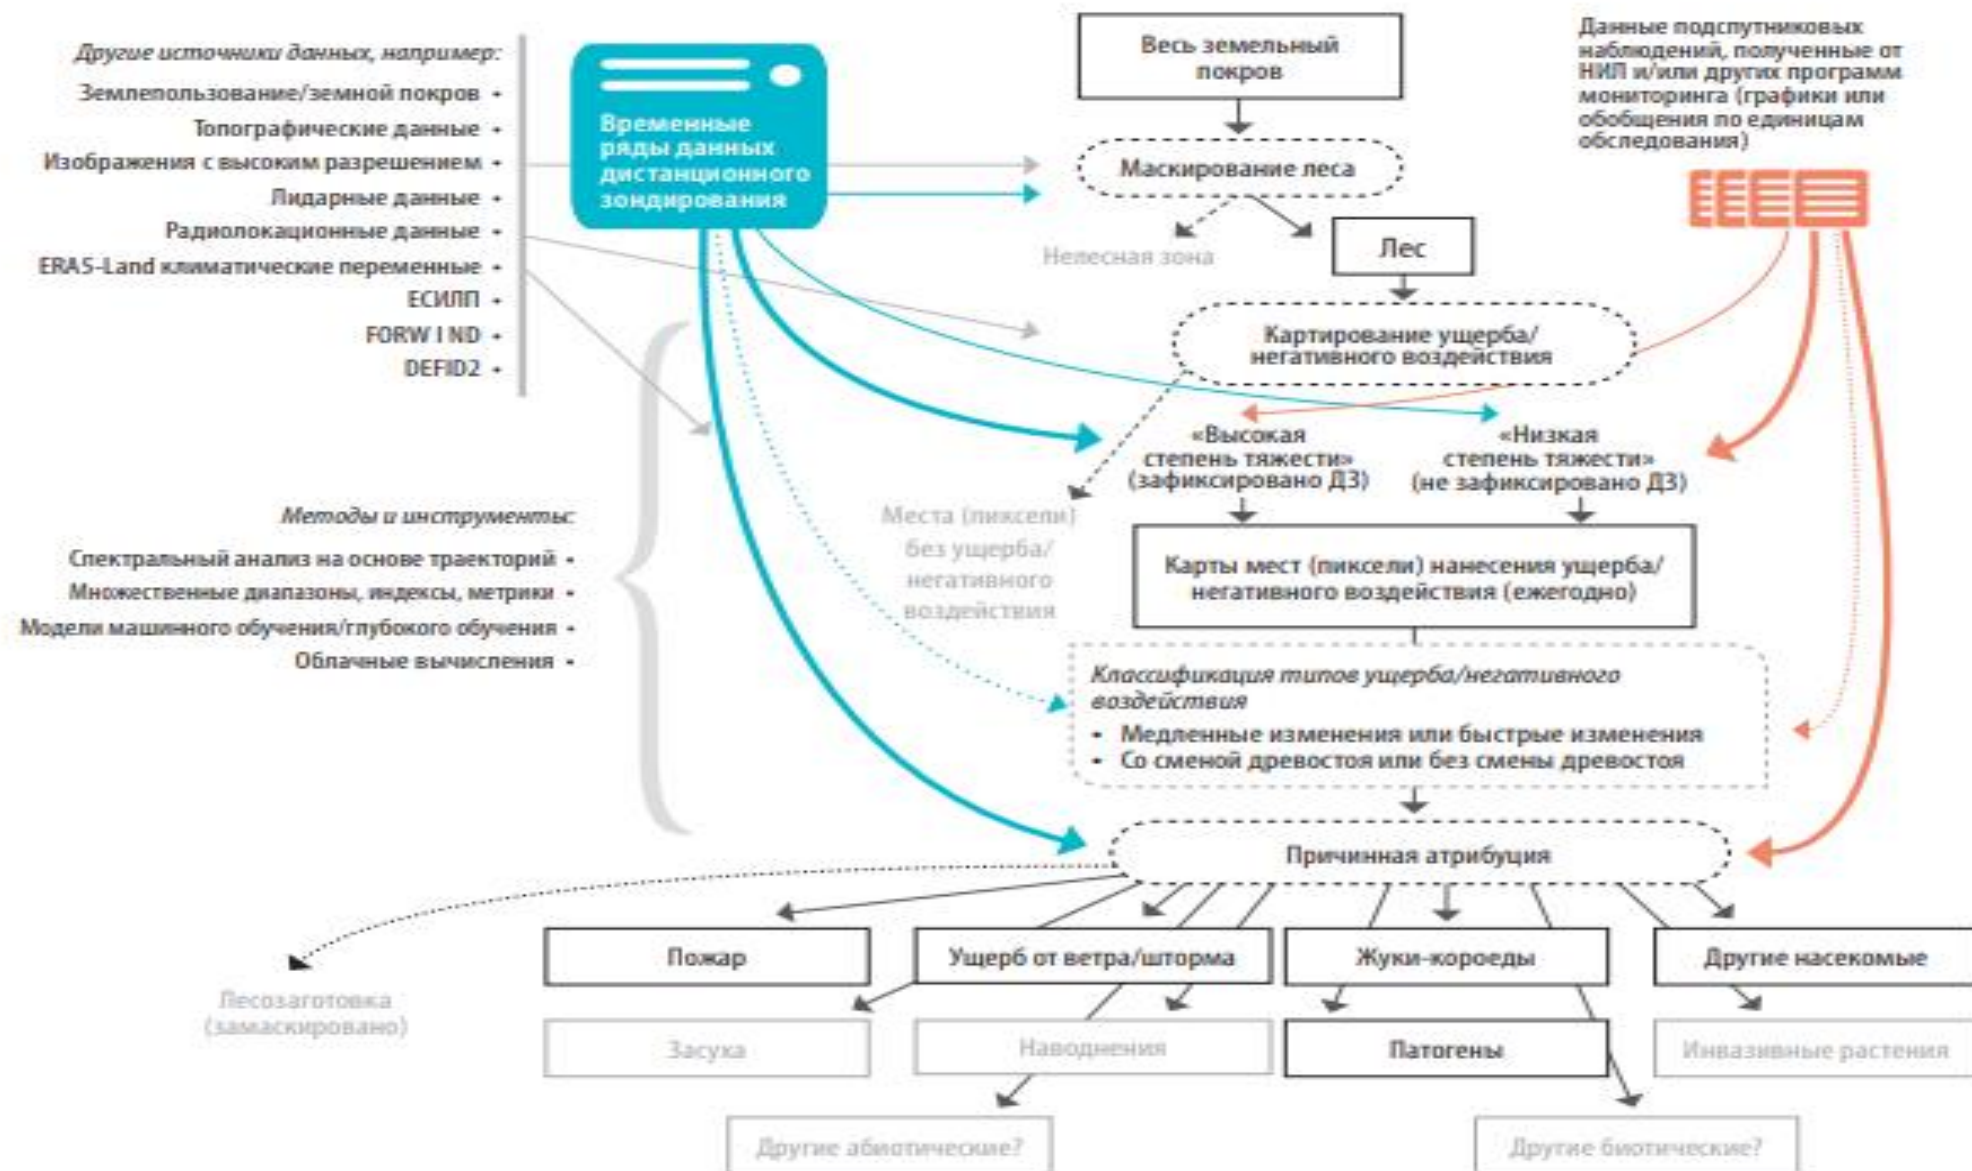 Другие источники данных, например:
Землепользование/земной покров •
Топографические данные •
Изображения с высоким разрешением •
Лидарные данные •
Радиолокационные данные •
ERA5-Land климатические переменные •
ЕСИЛП •
FORW I ND •
DEFID2 •
Методы и инструменты:
Спектральный анализ на основе траекторий •
Множественные диапазоны, индексы, метрики •
Модели машинного обучения/глубокого обучения •
Облачные вычисления •
Временные
ряды данных
дистанционного
зондирования
Весь земельный
покров
Маскирование леса
Нелесная зона
Лес
Картирование ущерба/
негативного воздействия
Данные подспутниковых
наблюдений, полученные от
НИЛ и/или других программ
мониторинга (графики или
обобщения по единицам
обследования)
«Высокая
степень тяжести»
(зафиксировано ДЗ)
«Низкая
степень тяжести»
(не зафиксировано ДЗ)
Места (пиксели)
без ущерба/
негативного
воздействия
Карты мест (пиксели) нанесения ущерба/
негативного воздействия (ежегодно)
Классификация типов ущерба/негативного
воздействия
• Медленные изменения или быстрые изменения
• Со сменой древостоя или без смены древостоя
Причинная атрибуция
Лесозаготовка
(замаскировано)
Пожар
Ущерб от ветра/шторма
Жуки-короеды
Другие насекомые
Засуха
Наводнения
Патогены
Инвазивные растения
Другие абиотические?
Другие биотические?